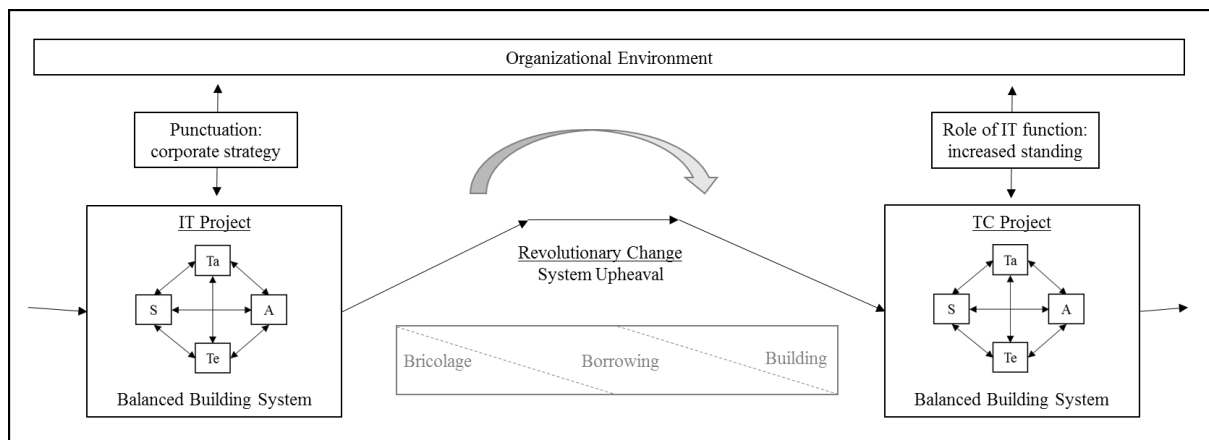 Organizational Environment
Punctuation:
corporate strategy
Role of IT function:
increased standing
IT Project
Ta
S
A
Te
Balanced Building System
Revolutionary Change
System Upheaval
Bricolage
Borrowing
Building
TC Project
Ta
S
A
Te
Balanced Building System